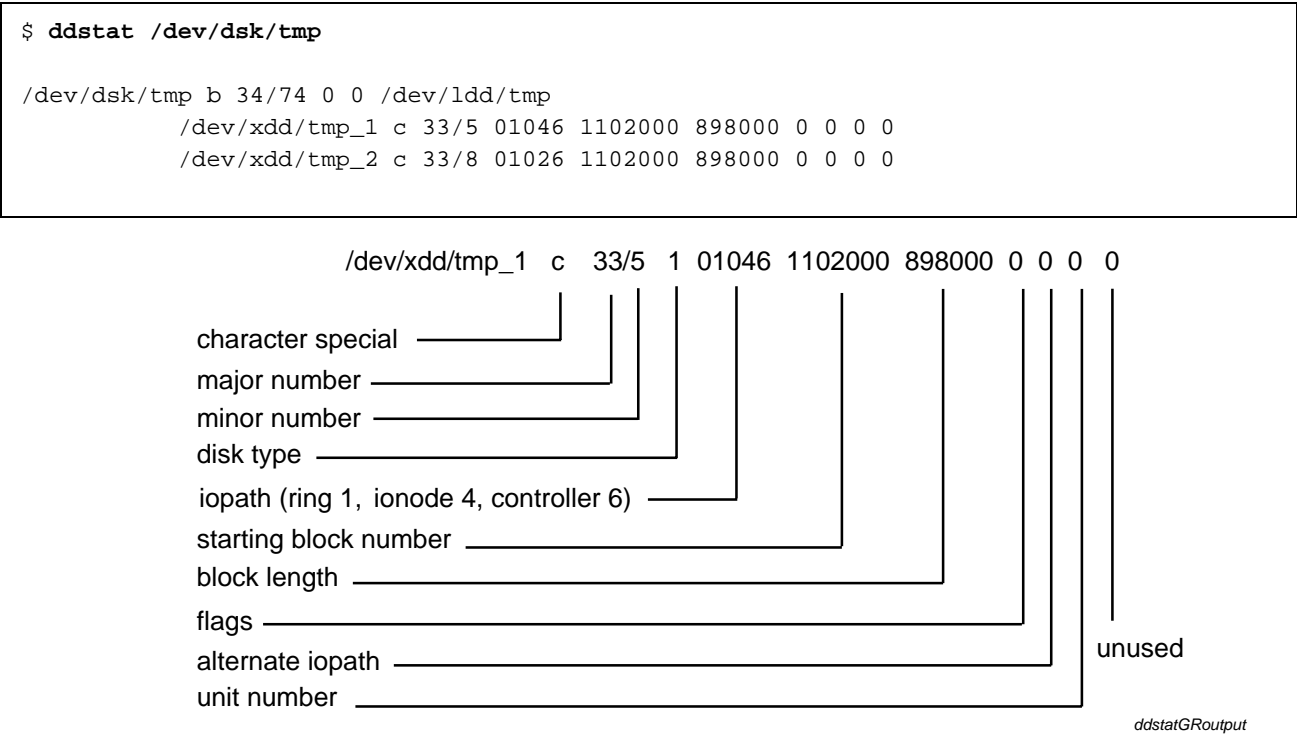 $ ddstat /dev/dsk/tmp
/dev/dsk/tmp b 34/74 0 0 /dev/ldd/tmp
/dev/xdd/tmp_1 c 33/5 01046 1102000 898000 0 0 0 0
/dev/xdd/tmp_2 c 33/8 01026 1102000 898000 0 0 0 0
/dev/xdd/tmp_1 c 33/5 1 01046 1102000 898000 0 0 0 0
character special
major number
minor number
disk type
iopath (ring 1, ionode 4, controller 6)
starting block number
block length
flags
unused
alternate iopath
unit number
ddstatGRoutput